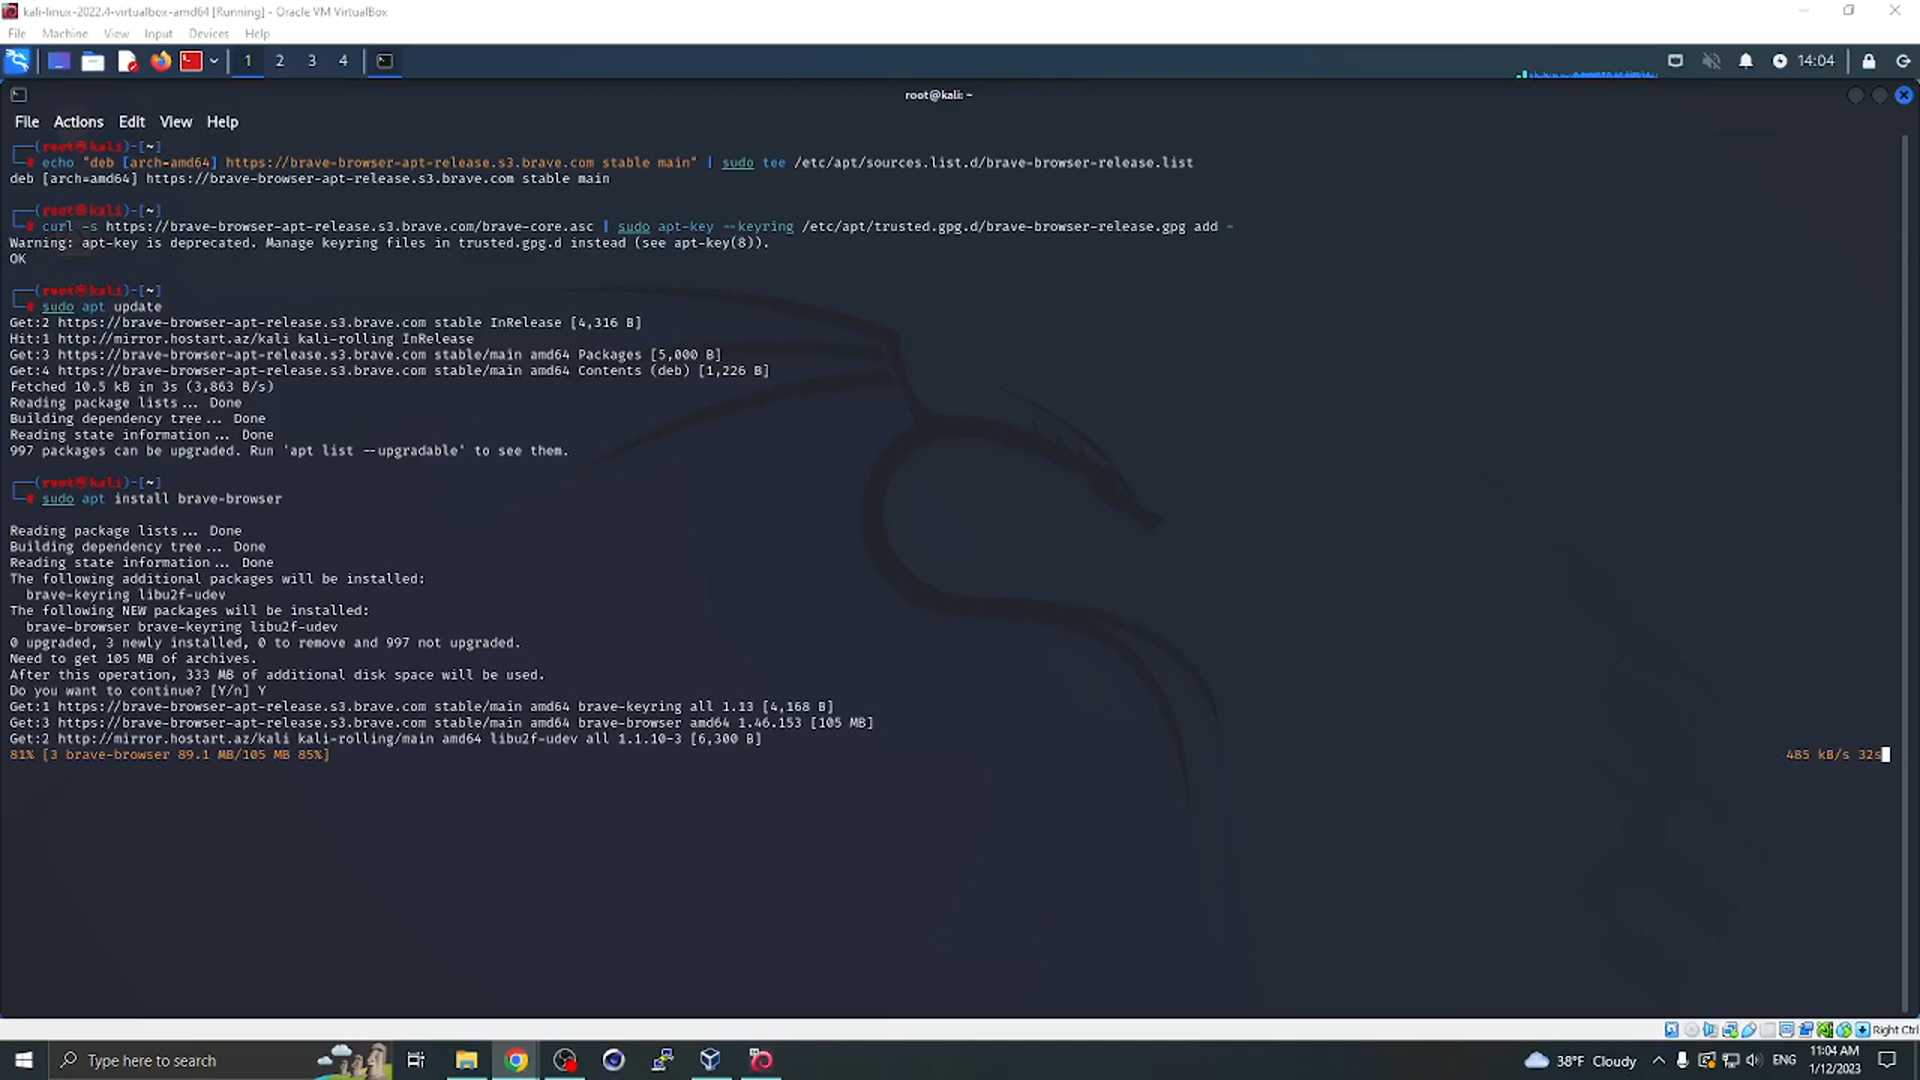 kali-linux-2022.4-virtualbox-amd64 [Running] - Oracle VM VirtualBox
File Machine View Input Devices Help
1 2 3 4
14:04
root@kali: ~
File Actions Edit View Help
(root㉿kali)-[~]
# echo "deb [arch=amd64] https://brave-browser-apt-release.s3.brave.com stable main" | sudo tee /etc/apt/sources.list.d/brave-browser-release.list
deb [arch=amd64] https://brave-browser-apt-release.s3.brave.com stable main
(root㉿kali)-[~]
# curl -s https://brave-browser-apt-release.s3.brave.com/brave-core.asc | sudo apt-key --keyring /etc/apt/trusted.gpg.d/brave-browser-release.gpg add -
Warning: apt-key is deprecated. Manage keyring files in trusted.gpg.d instead (see apt-key(8)).
OK
(root㉿kali)-[~]
# sudo apt update
Get:2 https://brave-browser-apt-release.s3.brave.com stable InRelease [4,316 B]
Hit:1 http://mirror.hostart.az/kali kali-rolling InRelease
Get:3 https://brave-browser-apt-release.s3.brave.com stable/main amd64 Packages [5,000 B]
Get:4 https://brave-browser-apt-release.s3.brave.com stable/main amd64 Contents (deb) [1,226 B]
Fetched 10.5 kB in 3s (3,863 B/s)
Reading package lists... Done
Building dependency tree... Done
Reading state information... Done
997 packages can be upgraded. Run 'apt list --upgradable' to see them.
(root㉿kali)-[~]
# sudo apt install brave-browser
Reading package lists... Done
Building dependency tree... Done
Reading state information... Done
The following additional packages will be installed:
brave-keyring libu2f-udev
The following NEW packages will be installed:
brave-browser brave-keyring libu2f-udev
0 upgraded, 3 newly installed, 0 to remove and 997 not upgraded.
Need to get 105 MB of archives.
After this operation, 333 MB of additional disk space will be used.
Do you want to continue? [Y/n] Y
Get:1 https://brave-browser-apt-release.s3.brave.com stable/main amd64 brave-keyring all 1.13 [4,168 B]
Get:3 https://brave-browser-apt-release.s3.brave.com stable/main amd64 brave-browser amd64 1.46.153 [105 MB]
Get:2 http://mirror.hostart.az/kali kali-rolling/main amd64 libu2f-udev all 1.1.10-3 [6,300 B]
81% [3 brave-browser 89.1 MB/105 MB 85%] 485 kB/s 32s
Right Ctrl
Type here to search
38°F Cloudy
ENG
11:04 AM
1/12/2023